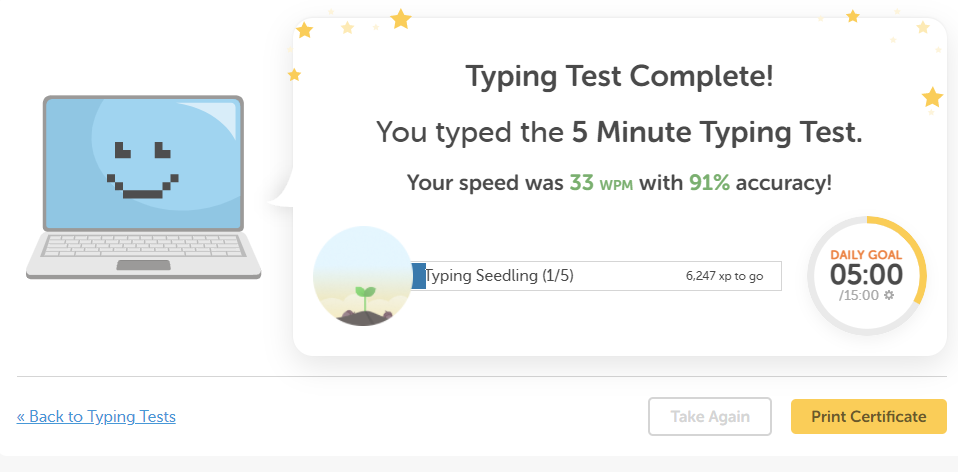 Typing Test Complete!
You typed the 5 Minute Typing Test.
Your speed was 33 WPM with 91% accuracy!
Typing Seedling (1/5)
6,247 xp to go
DAILY GOAL
05:00
/15:00
« Back to Typing Tests
Take Again
Print Certificate